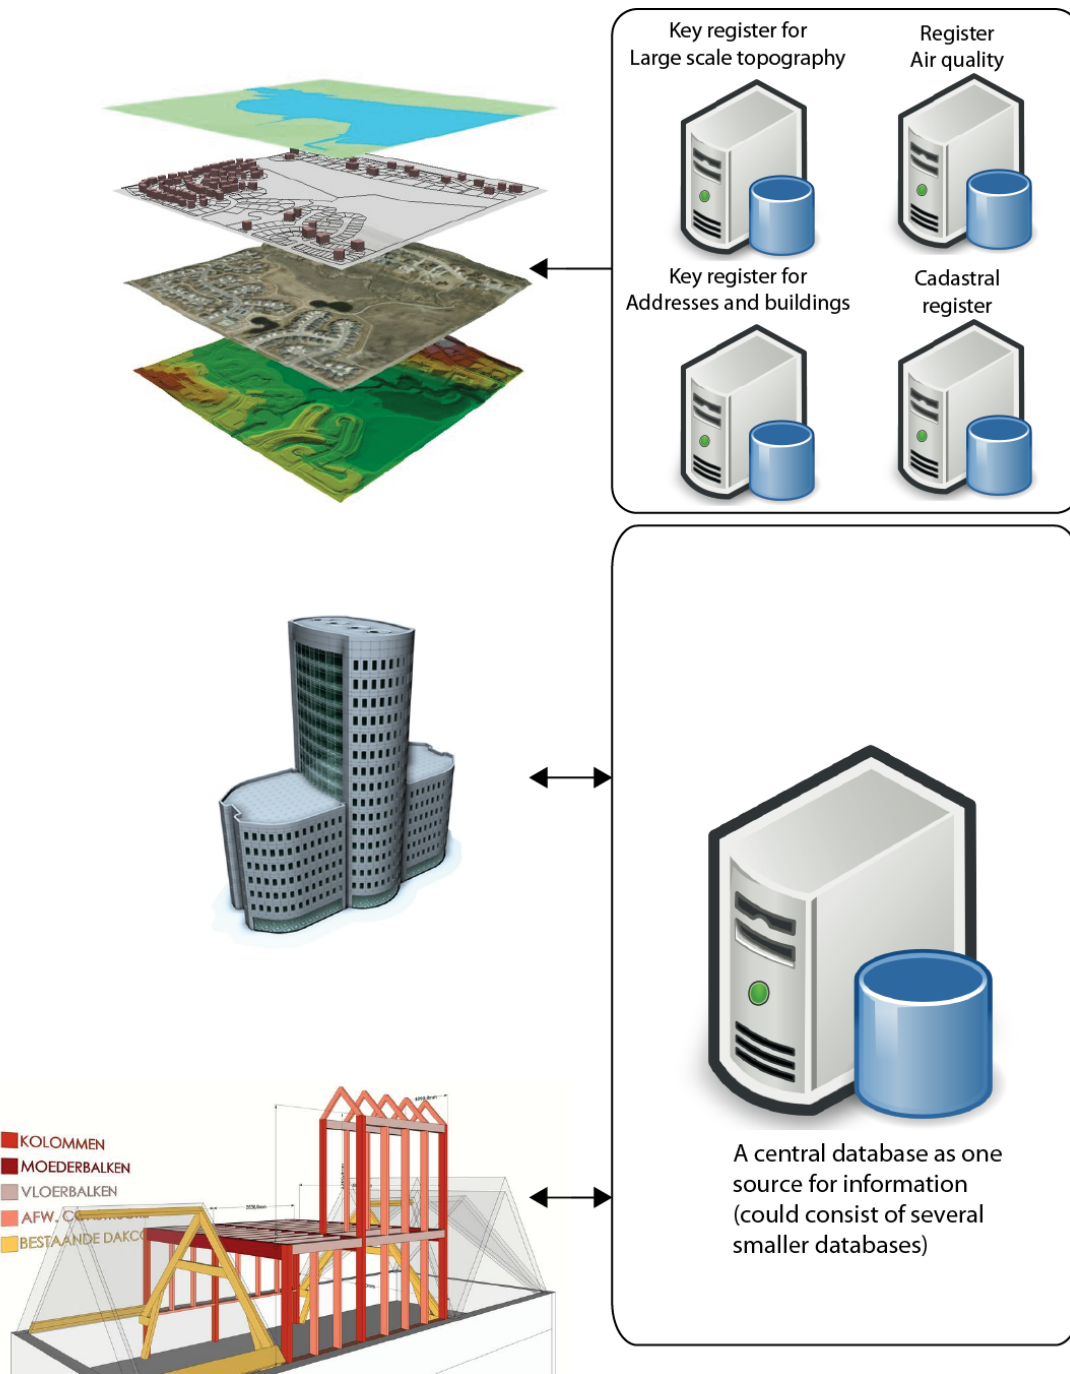 Key register for
Large scale topography
Register
Air quality
Key register for
Addresses and buildings
Cadastral
register
KOLOMMEN
MOEDERBALKEN
VLOERBALKEN
AFW.
BESTAANDE
A central database as one
source for information
(could consist of several
smaller databases)